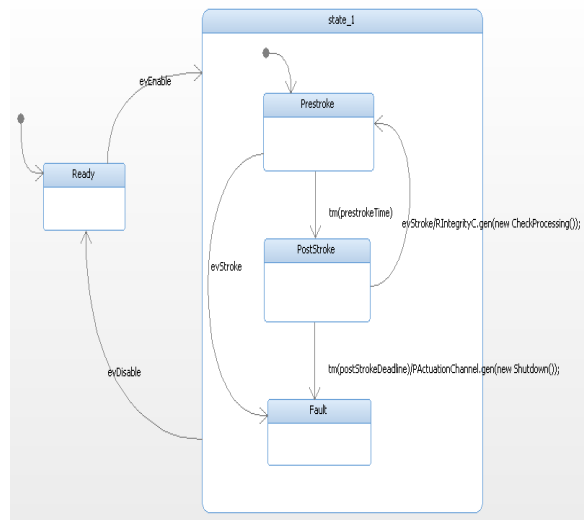 state_1
evEnable
Prestroke
Ready
tm(prestrokeTime)
evStroke/RIntegrityC.gen(new CheckProcessing());
PostStroke
evStroke
tm(postStrokeDeadline)/PActuationChannel.gen(new Shutdown());
evDisable
Fault